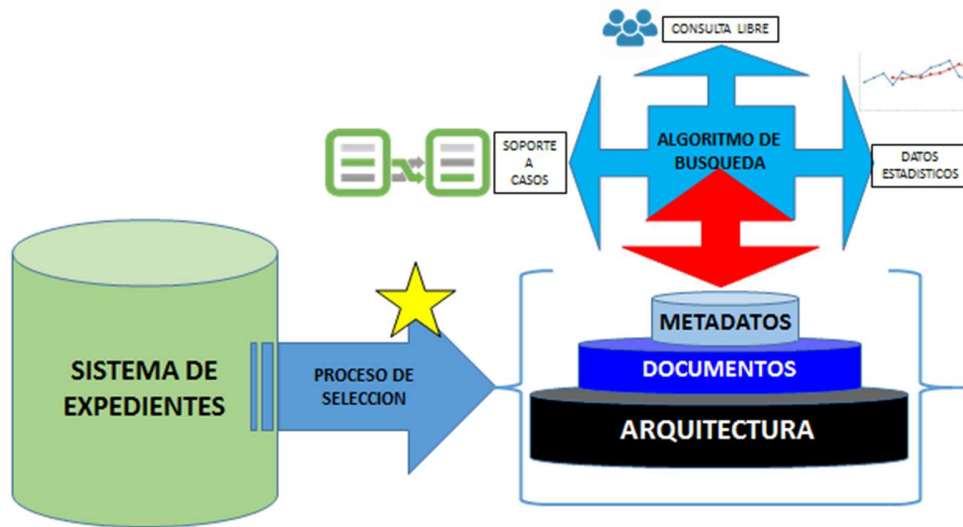 CONSULTA LIBRE
SOPORTE
A
CASOS
ALGORITMO DE
BUSQUEDA
DATOS
ESTADISTICOS
SISTEMA DE
EXPEDIENTES
PROCESO DE
SELECCION
METADATOS
DOCUMENTOS
ARQUITECTURA